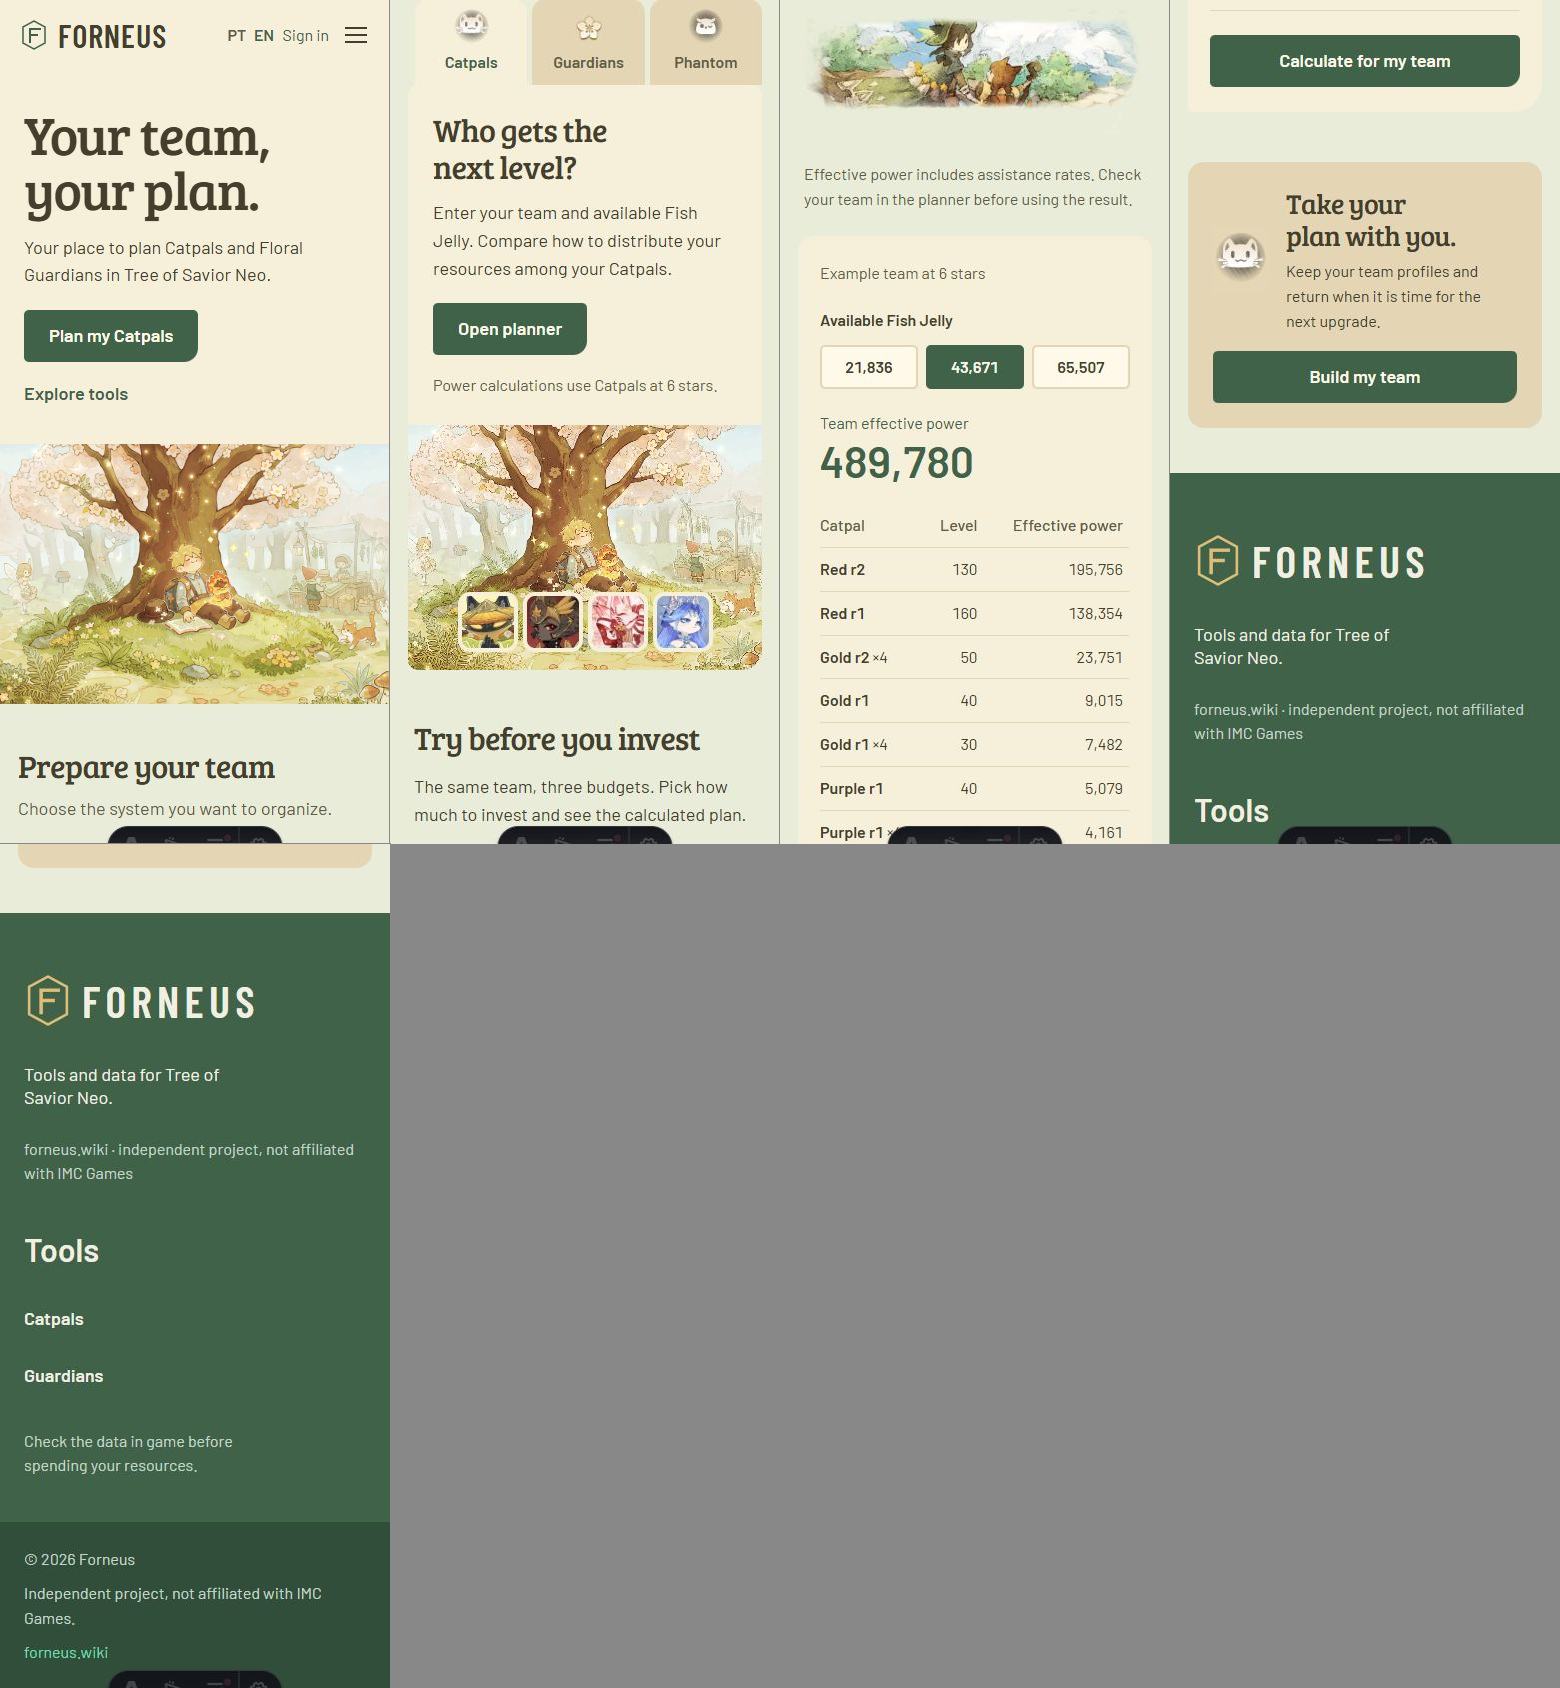 FORNEUS
PT EN Sign in
Your team,
your plan.
Your place to plan Catpals and Floral
Guardians in Tree of Savior Neo.
Plan my Catpals
Explore tools
Prepare your team
Choose the system you want to organize.
Catpals Guardians Phantom
Who gets the
next level?
Enter your team and available Fish
Jelly. Compare how to distribute your
resources among your Catpals.
Open planner
Power calculations use Catpals at 6 stars.
Try before you invest
The same team, three budgets. Pick how
much to invest and see the calculated plan.
Effective power includes assistance rates. Check
your team in the planner before using the result.
Example team at 6 stars
Available Fish Jelly
21,836 43,671 65,507
Team effective power
489,780
Catpal Level Effective power
Red r2 130 195,756
Red r1 160 138,354
Gold r2 ×4 50 23,751
Gold r1 40 9,015
Gold r1 ×4 30 7,482
Purple r1 40 5,079
Purple r1 4,161
Calculate for my team
Take your
plan with you.
Keep your team profiles and
return when it is time for the
next upgrade.
Build my team
FORNEUS
Tools and data for Tree of
Savior Neo.
forneus.wiki · independent project, not affiliated
with IMC Games
Tools
FORNEUS
Tools and data for Tree of
Savior Neo.
forneus.wiki · independent project, not affiliated
with IMC Games
Tools
Catpals
Guardians
Check the data in game before
spending your resources.
© 2026 Forneus
Independent project, not affiliated with IMC
Games.
forneus.wiki